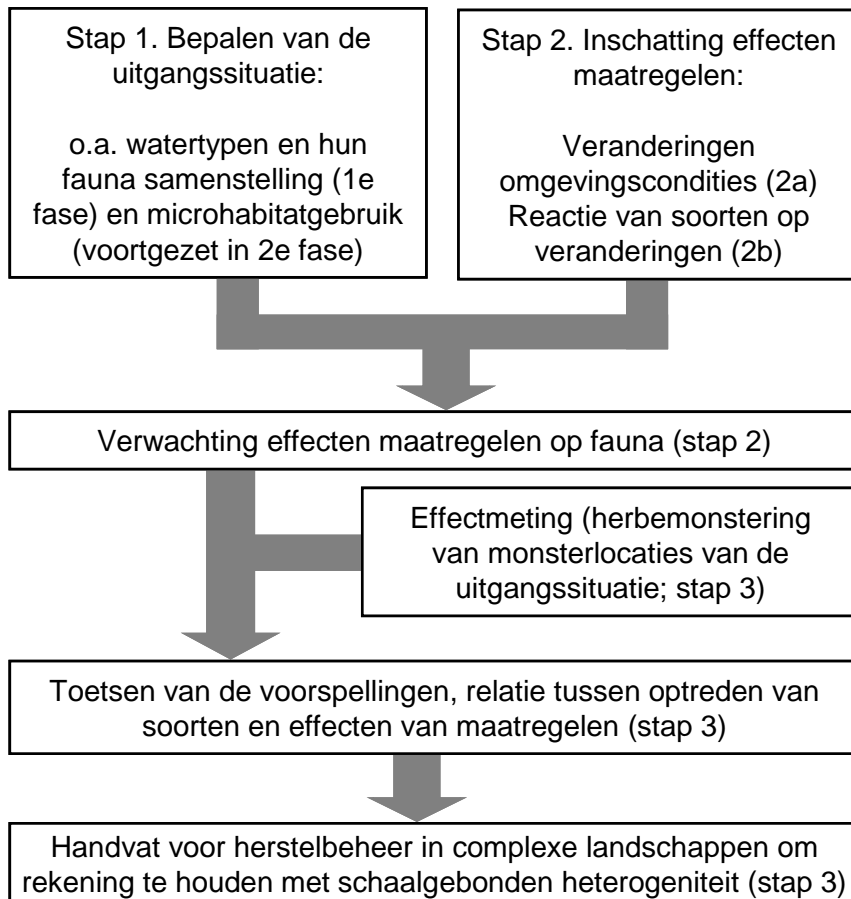 Stap 1. Bepalen van de
uitgangssituatie:
o.a. watertypen en hun
fauna samenstelling (1e
fase) en microhabitatgebruik
(voortgezet in 2e fase)
Stap 2. Inschatting effecten
maatregelen:
Veranderingen
omgevingscondities (2a)
Reactie van soorten op
veranderingen (2b)
Verwachting effecten maatregelen op fauna (stap 2)
Effectmeting (herbemonstering
van monsterlocaties van de
uitgangssituatie; stap 3)
Toetsen van de voorspellingen, relatie tussen optreden van
soorten en effecten van maatregelen (stap 3)
Handvat voor herstelbeheer in complexe landschappen om
rekening te houden met schaalgebonden heterogeniteit (stap 3)